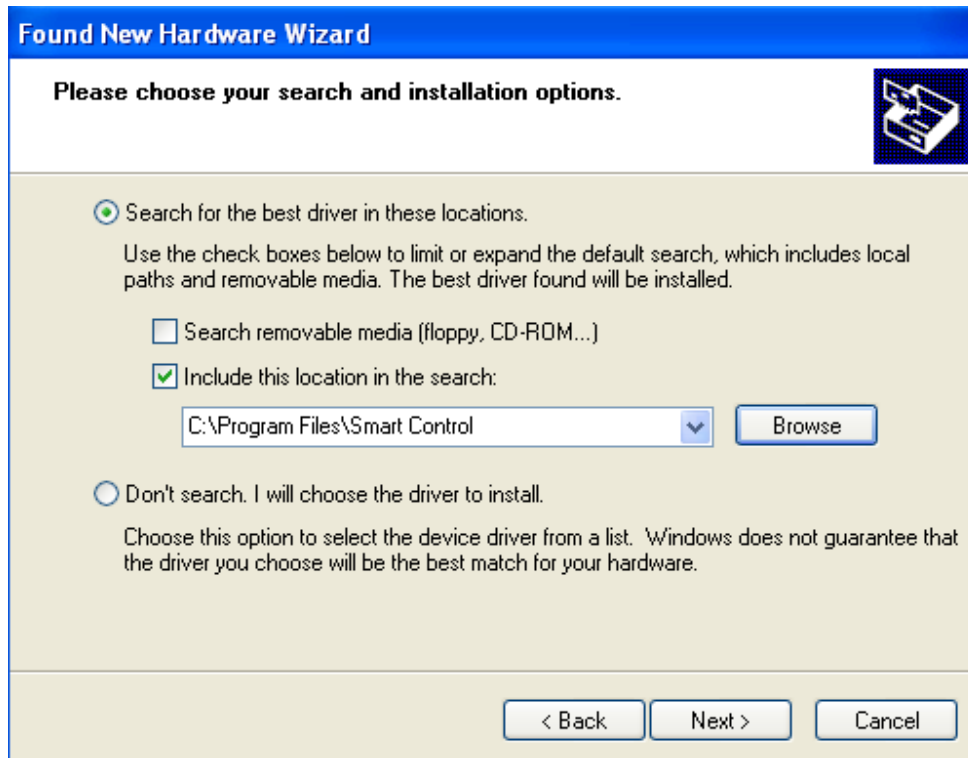 Found New Hardware Wizard
Please choose your search and installation options.
Search for the best driver in these locations.
Use the check boxes below to limit or expand the default search, which includes local
paths and removable media. The best driver found will be installed.
Search removable media (floppy, CD-ROM...)
Include this location in the search:
C:\Program Files\Smart Control
Browse
Don't search. I will choose the driver to install.
Choose this option to select the device driver from a list.  Windows does not guarantee that
the driver you choose will be the best match for your hardware.
< Back
Next >
Cancel